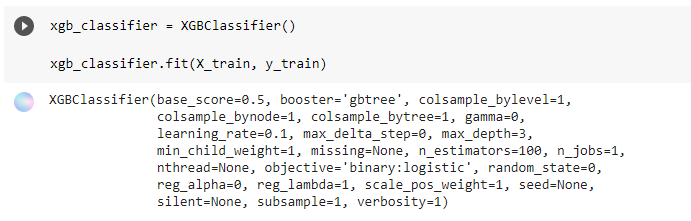 xgb_classifier = XGBClassifier()
xgb_classifier.fit(X_train, y_train)
XGBClassifier(base_score=0.5, booster='gbtree', colsample_bylevel=1,
colsample_bynode=1, colsample_bytree=1, gamma=0,
learning_rate=0.1, max_delta_step=0, max_depth=3,
min_child_weight=1, missing=None, n_estimators=100, n_jobs=1,
nthread=None, objective='binary:logistic', random_state=0,
reg_alpha=0, reg_lambda=1, scale_pos_weight=1, seed=None,
silent=None, subsample=1, verbosity=1)